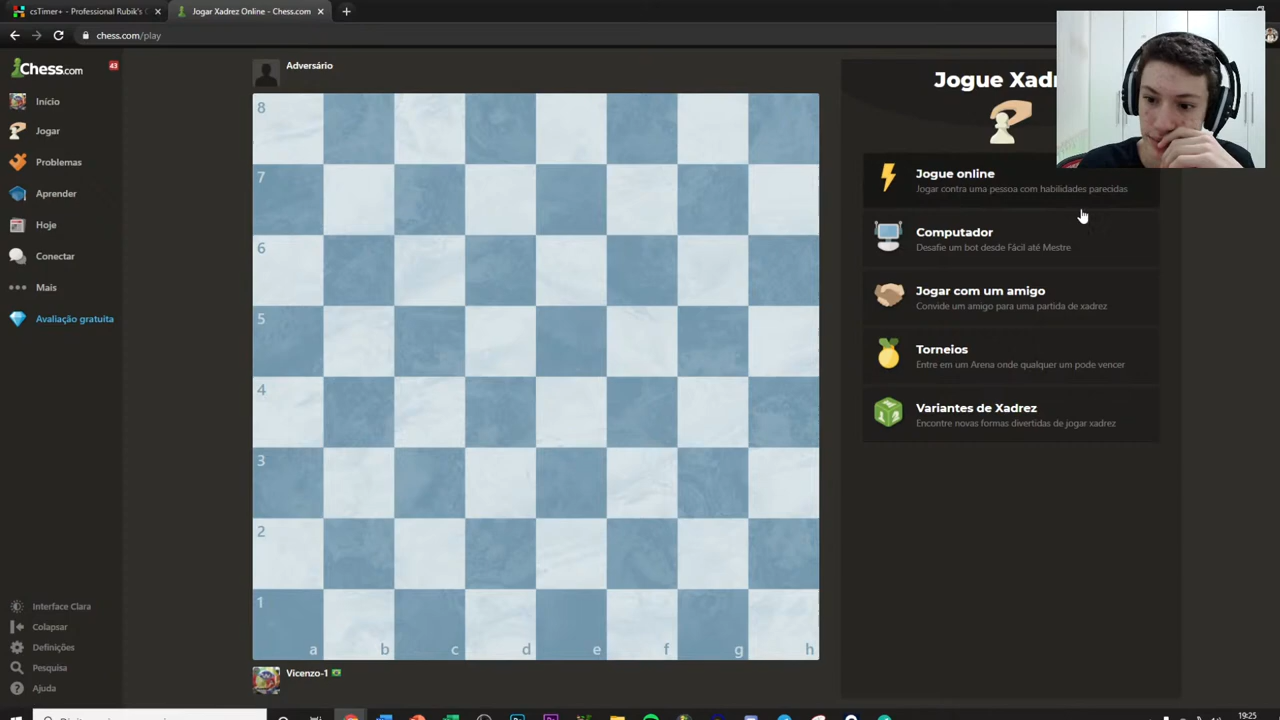 csTimer+ - Professional Rubik's C
Jogar Xadrez Online - Chess.com
chess.com/play
Chess.com
43
Início
Jogar
Problemas
Aprender
Hoje
Conectar
Mais
Avaliação gratuita
Interface Clara
Colapsar
Definições
Pesquisa
Ajuda
Adversário
8
7
6
5
4
3
2
1
a b c d e f g h
Vicenzo-1
Jogue
Jogue online
Jogar contra uma pessoa com habilidades parecidas
Computador
Desafie um bot desde Fácil até Mestre
Jogar com um amigo
Convide um amigo para uma partida de xadrez
Torneios
Entre em um Arena onde qualquer um pode vencer
Variantes de Xadrez
Encontre novas formas divertidas de jogar xadrez
19:25